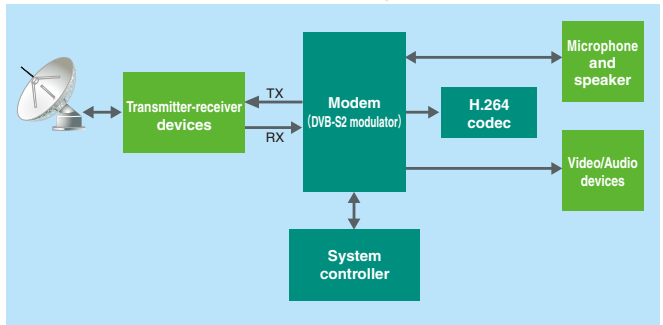 Transmitter-receiver
devices
TX
RX
Modem
(DVB-S2 modulator)
Microphone
and
speaker
H.264
codec
Video/Audio
devices
System
controller